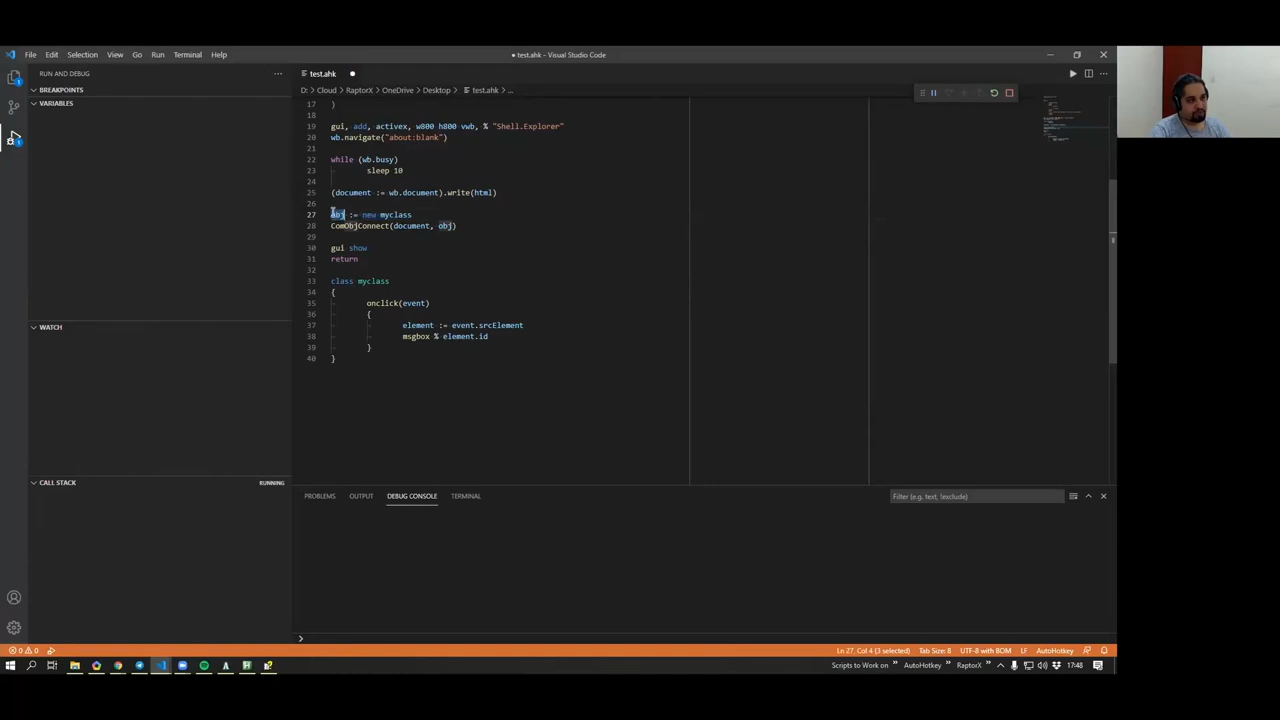 File Edit Selection View Go Run Terminal Help
● test.ahk - Visual Studio Code
RUN AND DEBUG
test.ahk
BREAKPOINTS
D: > Cloud > RaptorX > OneDrive > Desktop > test.ahk > ...
VARIABLES
17 )
18
19 gui, add, activex, w800 h800 vwb, % "Shell.Explorer"
20 wb.navigate("about:blank")
21
22 while (wb.busy)
23 sleep 10
24
25 (document := wb.document).write(html)
26
27 obj := new myclass
28 ComObjConnect(document, obj)
29
30 gui show
31 return
32
33 class myclass
34 {
35 onclick(event)
36 {
37 element := event.srcElement
38 msgbox % element.id
39 }
40 }
WATCH
CALL STACK
RUNNING
PROBLEMS OUTPUT DEBUG CONSOLE TERMINAL
Filter (e.g. text, !exclude)
0 0
Ln 27, Col 4 (3 selected) Tab Size: 8 UTF-8 with BOM LF AutoHotkey
Scripts to Work on » AutoHotkey » RaptorX » 17:48